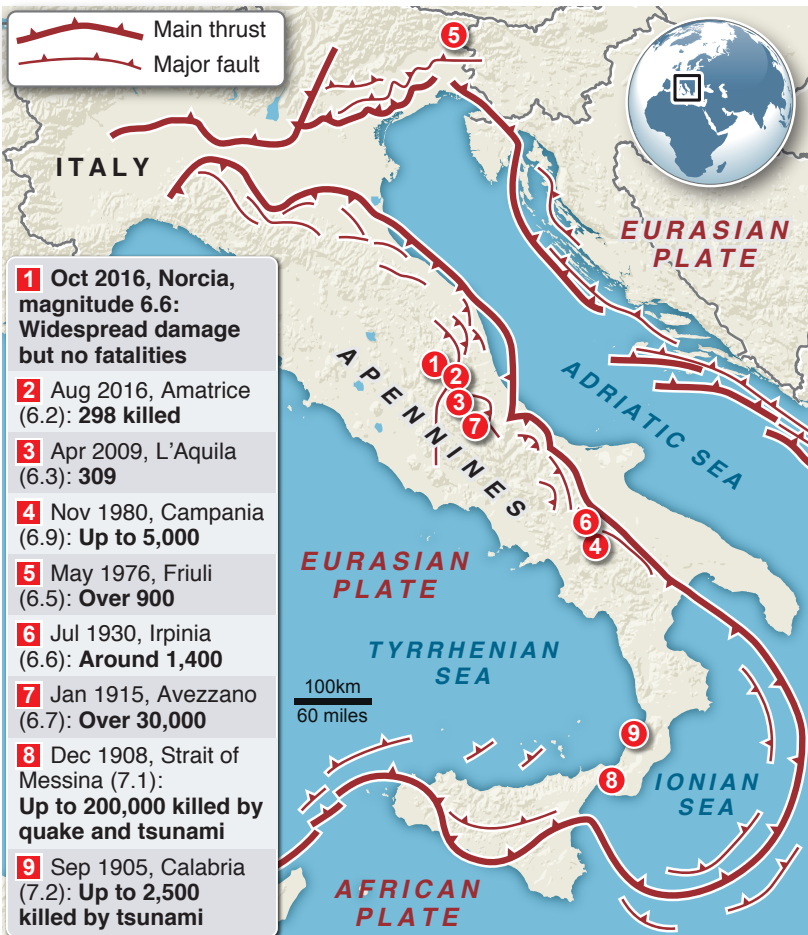 Main thrust
Major fault
ITALY
1 Oct 2016, Norcia,
magnitude 6.6:
Widespread damage
but no fatalities
2 Aug 2016, Amatrice
(6.2): 298 killed
3 Apr 2009, L'Aquila
(6.3): 309
4 Nov 1980, Campania
(6.9): Up to 5,000
5 May 1976, Friuli
(6.5): Over 900
6 Jul 1930, Irpinia
(6.6): Around 1,400
7 Jan 1915, Avezzano
(6.7): Over 30,000
8 Dec 1908, Strait of
Messina (7.1):
Up to 200,000 killed by
quake and tsunami
9 Sep 1905, Calabria
(7.2): Up to 2,500
killed by tsunami
5
EURASIAN
PLATE
1
2
3
7
APENNINES
ADRIATIC SEA
6
4
EURASIAN
PLATE
TYRRHENIAN
SEA
100km
60 miles
9
8
IONIAN
SEA
AFRICAN
PLATE